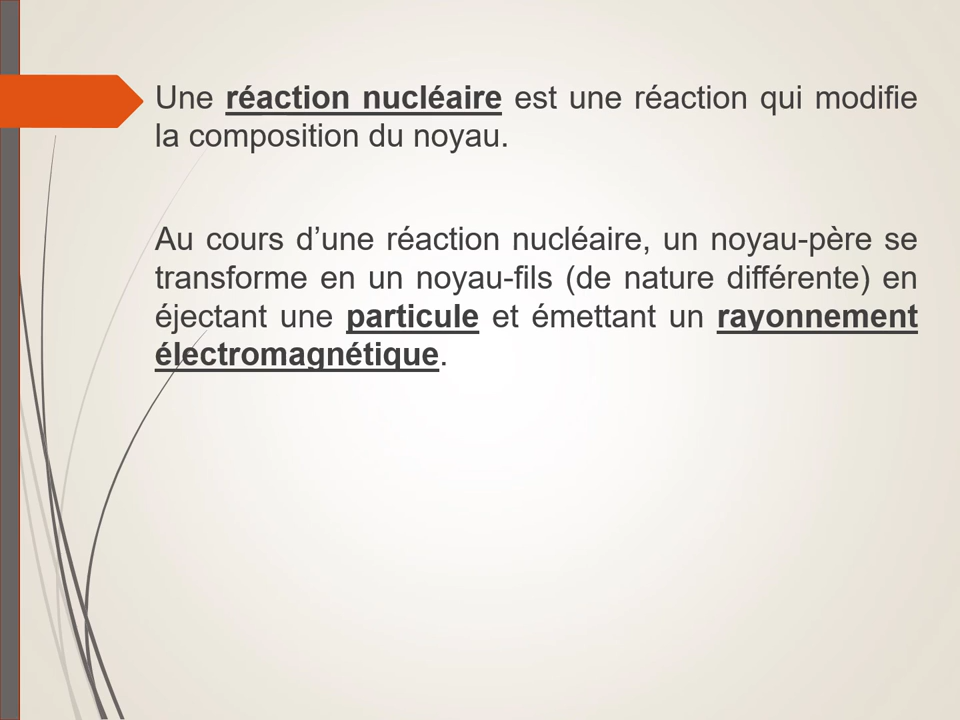 Une réaction nucléaire est une réaction qui modifie
la composition du noyau.
Au cours d’une réaction nucléaire, un noyau-père se
transforme en un noyau-fils (de nature différente) en
éjectant une particule et émettant un rayonnement
électromagnétique.